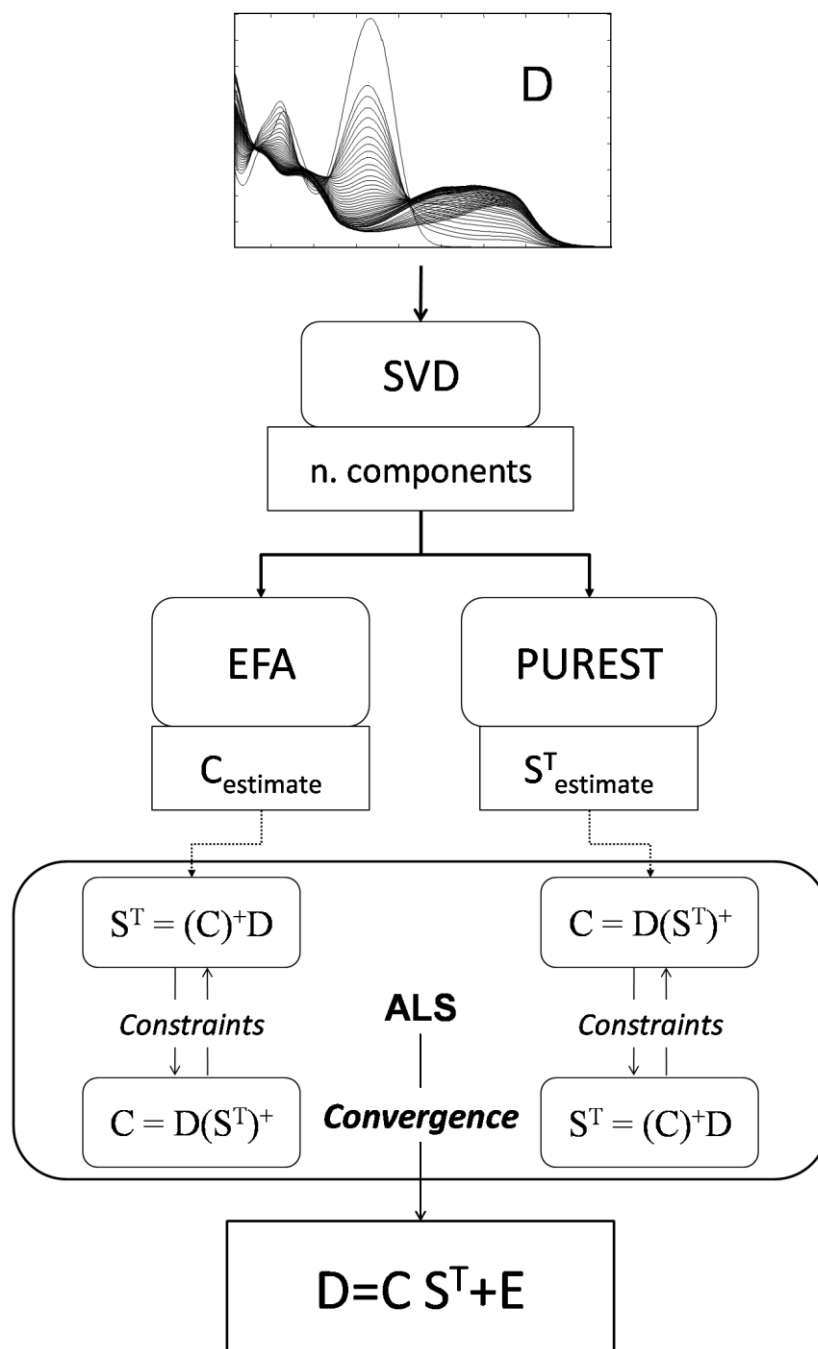 D
SVD
n. components
EFA
PUREST
C_estimate
S^T_estimate
S^T = (C)^+D
C = D(S^T)^+
Constraints
ALS
Constraints
Convergence
C = D(S^T)^+
S^T = (C)^+D
D=C S^T+E